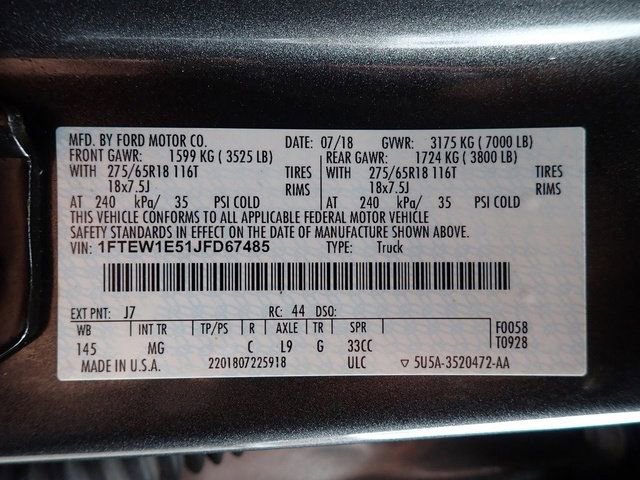 MFD. BY FORD MOTOR CO. DATE: 07/18 GVWR: 3175 KG ( 7000 LB)
FRONT GAWR: 1599 KG ( 3525 LB) REAR GAWR: 1724 KG ( 3800 LB)
WITH 275/65R18 116T TIRES WITH 275/65R18 116T TIRES
18x7.5J RIMS 18x7.5J RIMS
AT 240 kPa/ 35 PSI COLD AT 240 kPa/ 35 PSI COLD
THIS VEHICLE CONFORMS TO ALL APPLICABLE FEDERAL MOTOR VEHICLE
SAFETY STANDARDS IN EFFECT ON THE DATE OF MANUFACTURE SHOWN ABOVE.
VIN: 1FTEW1E51JFD67485 TYPE: Truck
EXT PNT: J7 RC: 44 DSO:
WB INT TR TP/PS R AXLE TR SPR F0058
145 MG C L9 G 33CC T0928
MADE IN U.S.A. 2201807225918 ULC ▽ 5U5A-3520472-AA